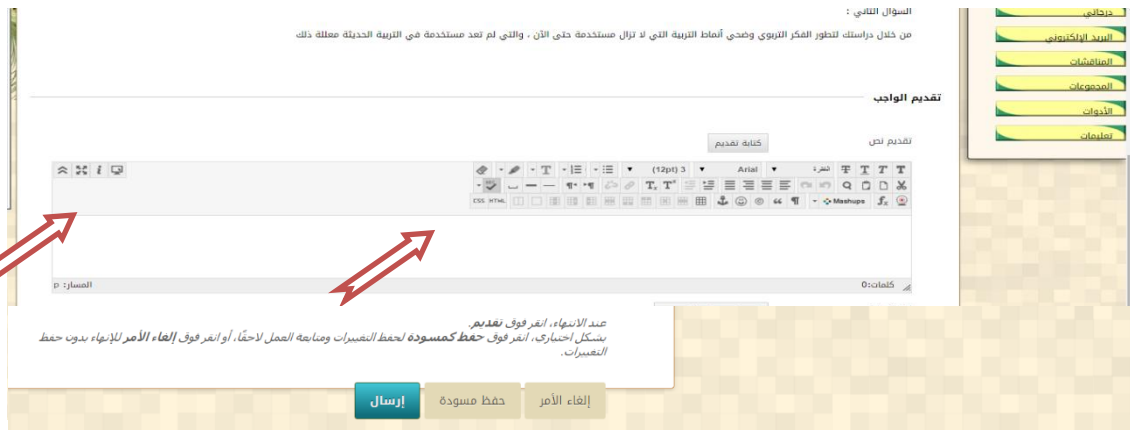 درجاتي
البريد الإلكتروني
المناقشات
المجموعات
الأدوات
تعليمات
السؤال الثاني :
من خلال دراستك لتطور الفكر التربوي وضحي أنماط التربية التي لا تزال مستخدمة حتى الآن ، والتي لم تعد مستخدمة في التربية الحديثة معللة ذلك
تقديم الواجب
تقديم نص
كتابة تقديم
T T T T الفقرة Arial 3 (12pt)
Mashups fx HTML CSS
كلمات:0 المسار: p
عند الانتهاء، انقر فوق تقديم.
بشكل اختياري، انقر فوق حفظ كمسودة لحفظ التغييرات ومتابعة العمل لاحقًا، أو انقر فوق إلغاء الأمر للإنهاء بدون حفظ
التغييرات.
إلغاء الأمر حفظ مسودة إرسال